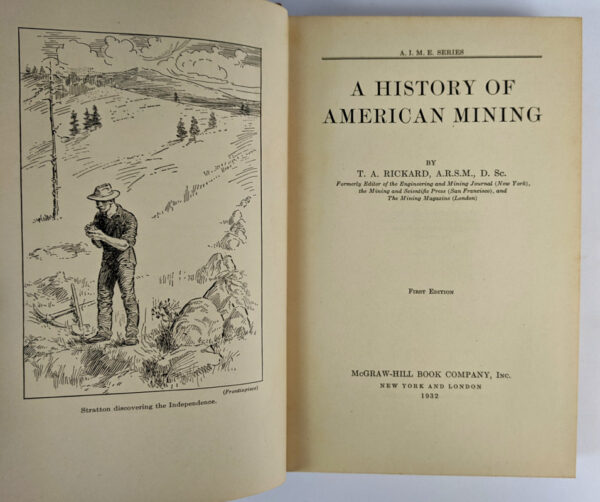 (Frontispiece)
Stratton discovering the Independence.
A. I. M. E. SERIES
A HISTORY OF
AMERICAN MINING
BY
T. A. RICKARD, A.R.S.M., D. Sc.
Formerly Editor of the Engineering and Mining Journal (New York),
the Mining and Scientific Press (San Francisco), and
The Mining Magazine (London)
First Edition
McGRAW-HILL BOOK COMPANY, Inc.
NEW YORK AND LONDON
1932